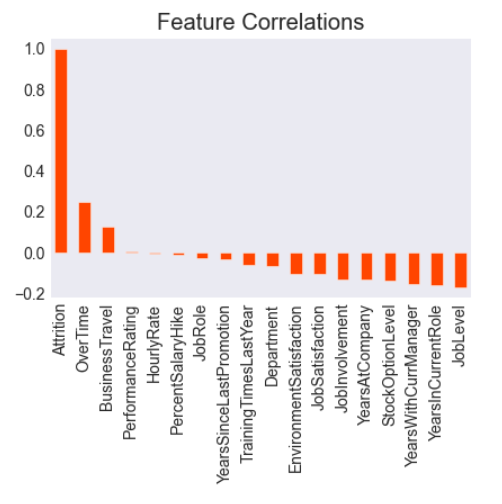 Feature Correlations
1.0
0.8
0.6
0.4
0.2
0.0
−0.2
Attrition
OverTime
BusinessTravel
PerformanceRating
HourlyRate
PercentSalaryHike
JobRole
YearsSinceLastPromotion
TrainingTimesLastYear
Department
EnvironmentSatisfaction
JobSatisfaction
JobInvolvement
YearsAtCompany
StockOptionLevel
YearsWithCurrManager
YearsInCurrentRole
JobLevel